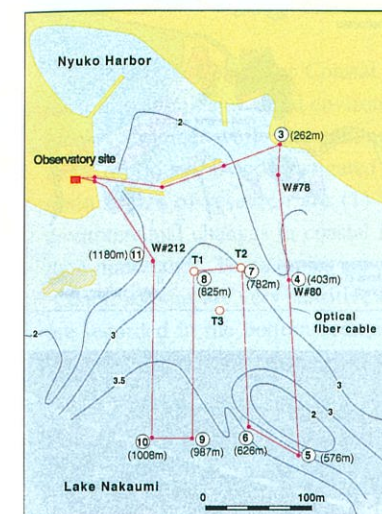 Nyuko Harbor
2
3
(262m)
Observatory site
W#78
W#212
(1180m)
11
T1
T2
8
7
(825m)
(782m)
4
(403m)
W#80
T3
Optical
fiber cable
2
3
3.5
3
2
3
2
10
9
6
5
(1008m)
(987m)
(626m)
(576m)
Lake Nakaumi
0
100m